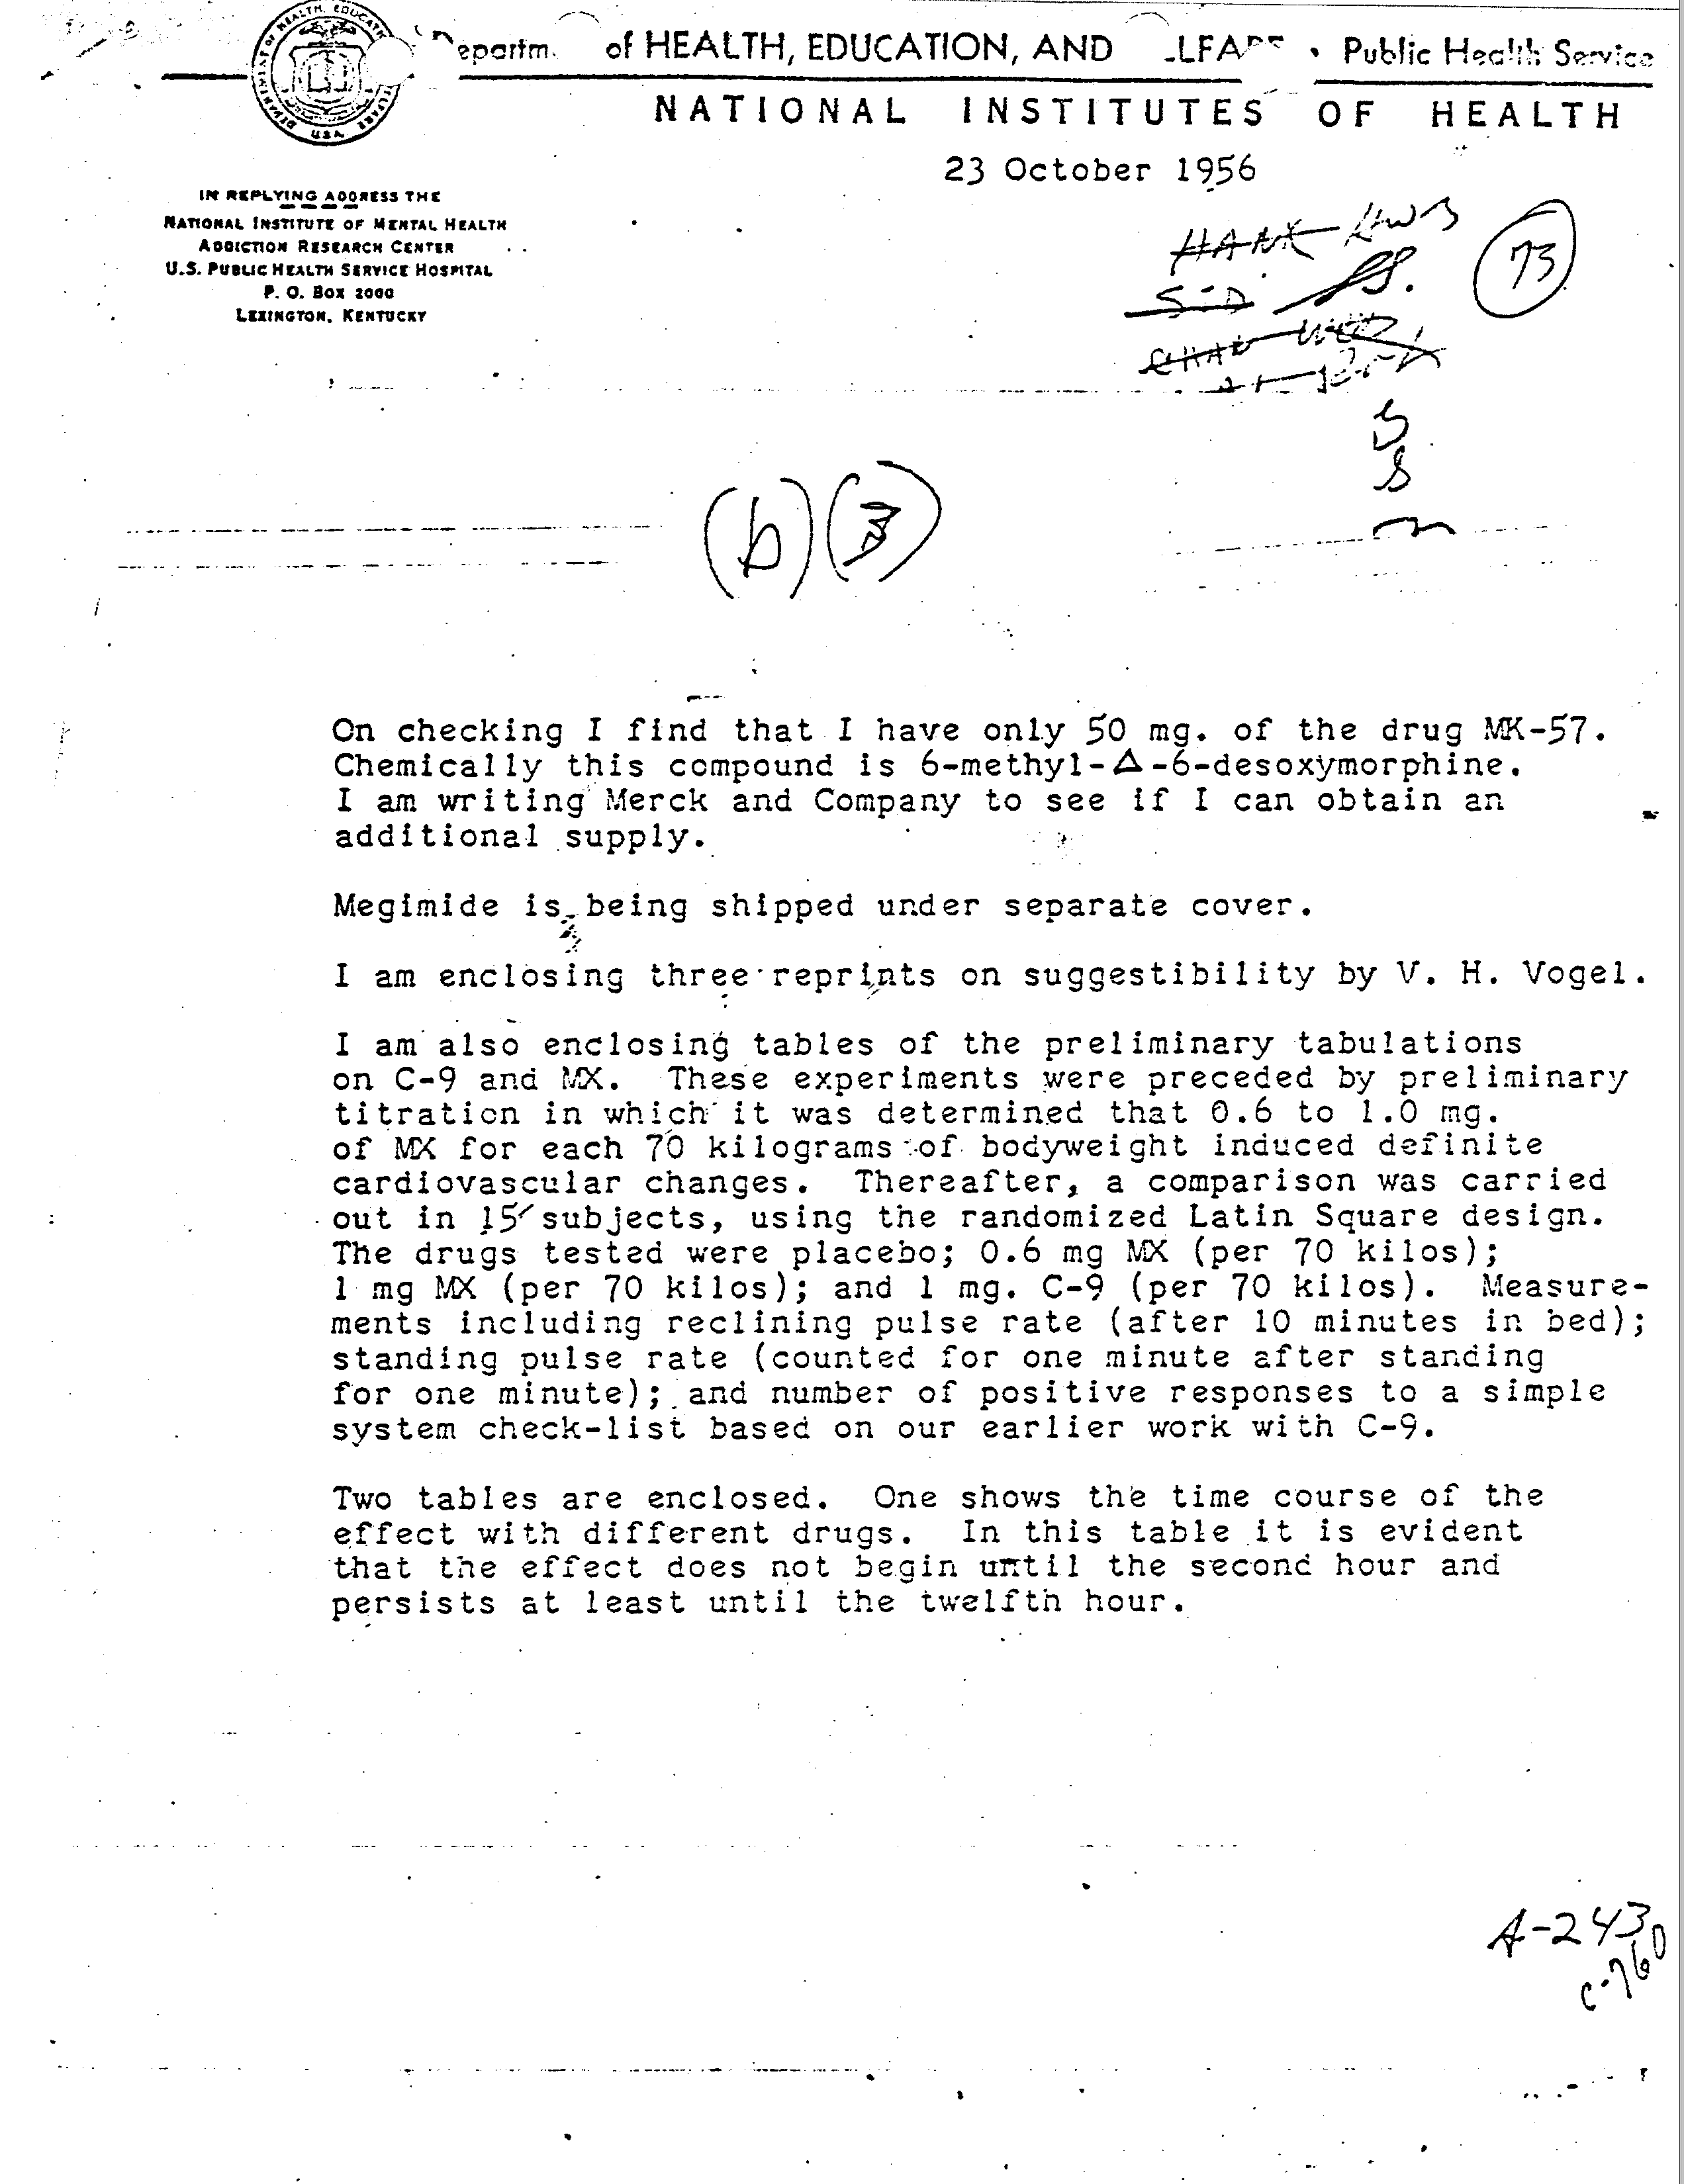 of HEALTH, EDUCATION, AND • Public Health Service
NATIONAL INSTITUTES OF HEALTH
U.S.A.
23 October 1956
IN REPLYING ADDRESS THE
NATIONAL INSTITUTE OF MENTAL HEALTH
ADDICTION RESEARCH CENTER
U.S. PUBLIC HEALTH SERVICE HOSPITAL
P. O. BOX 2000
LEXINGTON, KENTUCKY
HANK
SID
73
(b)(3)
On checking I find that I have only 50 mg. of the drug MK-57.
Chemically this compound is 6-methyl-Δ-6-desoxymorphine.
I am writing Merck and Company to see if I can obtain an
additional supply.
Megimide is being shipped under separate cover.
I am enclosing three reprints on suggestibility by V. H. Vogel.
I am also enclosing tables of the preliminary tabulations
on C-9 and MX. These experiments were preceded by preliminary
titration in which it was determined that 0.6 to 1.0 mg.
of MX for each 70 kilograms of bodyweight induced definite
cardiovascular changes. Thereafter, a comparison was carried
out in 15 subjects, using the randomized Latin Square design.
The drugs tested were placebo; 0.6 mg MX (per 70 kilos);
1 mg MX (per 70 kilos); and 1 mg. C-9 (per 70 kilos). Measure-
ments including reclining pulse rate (after 10 minutes in bed);
standing pulse rate (counted for one minute after standing
for one minute); and number of positive responses to a simple
system check-list based on our earlier work with C-9.
Two tables are enclosed. One shows the time course of the
effect with different drugs. In this table it is evident
that the effect does not begin until the second hour and
persists at least until the twelfth hour.
A-243
C-760